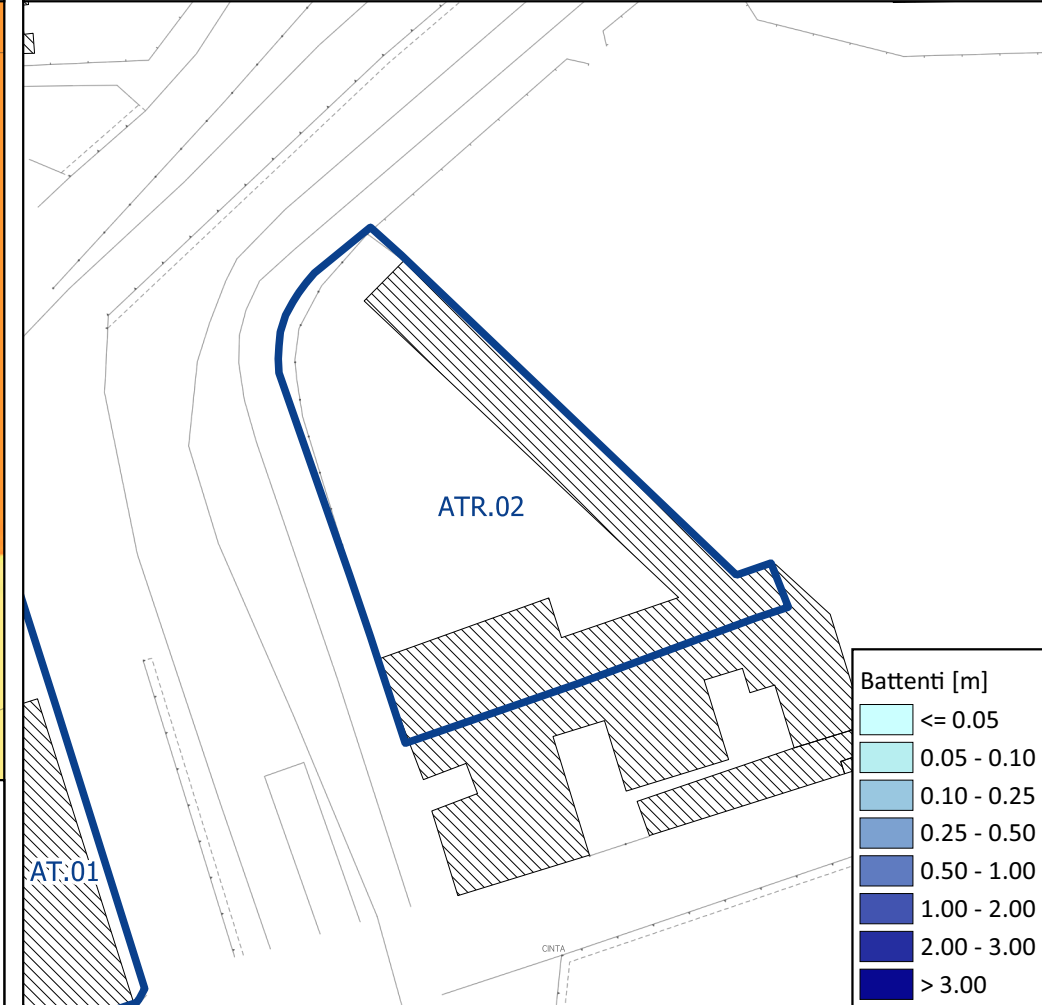 ATR.02
AT.01
CINTA
Battenti [m]
<= 0.05
0.05 - 0.10
0.10 - 0.25
0.25 - 0.50
0.50 - 1.00
1.00 - 2.00
2.00 - 3.00
> 3.00